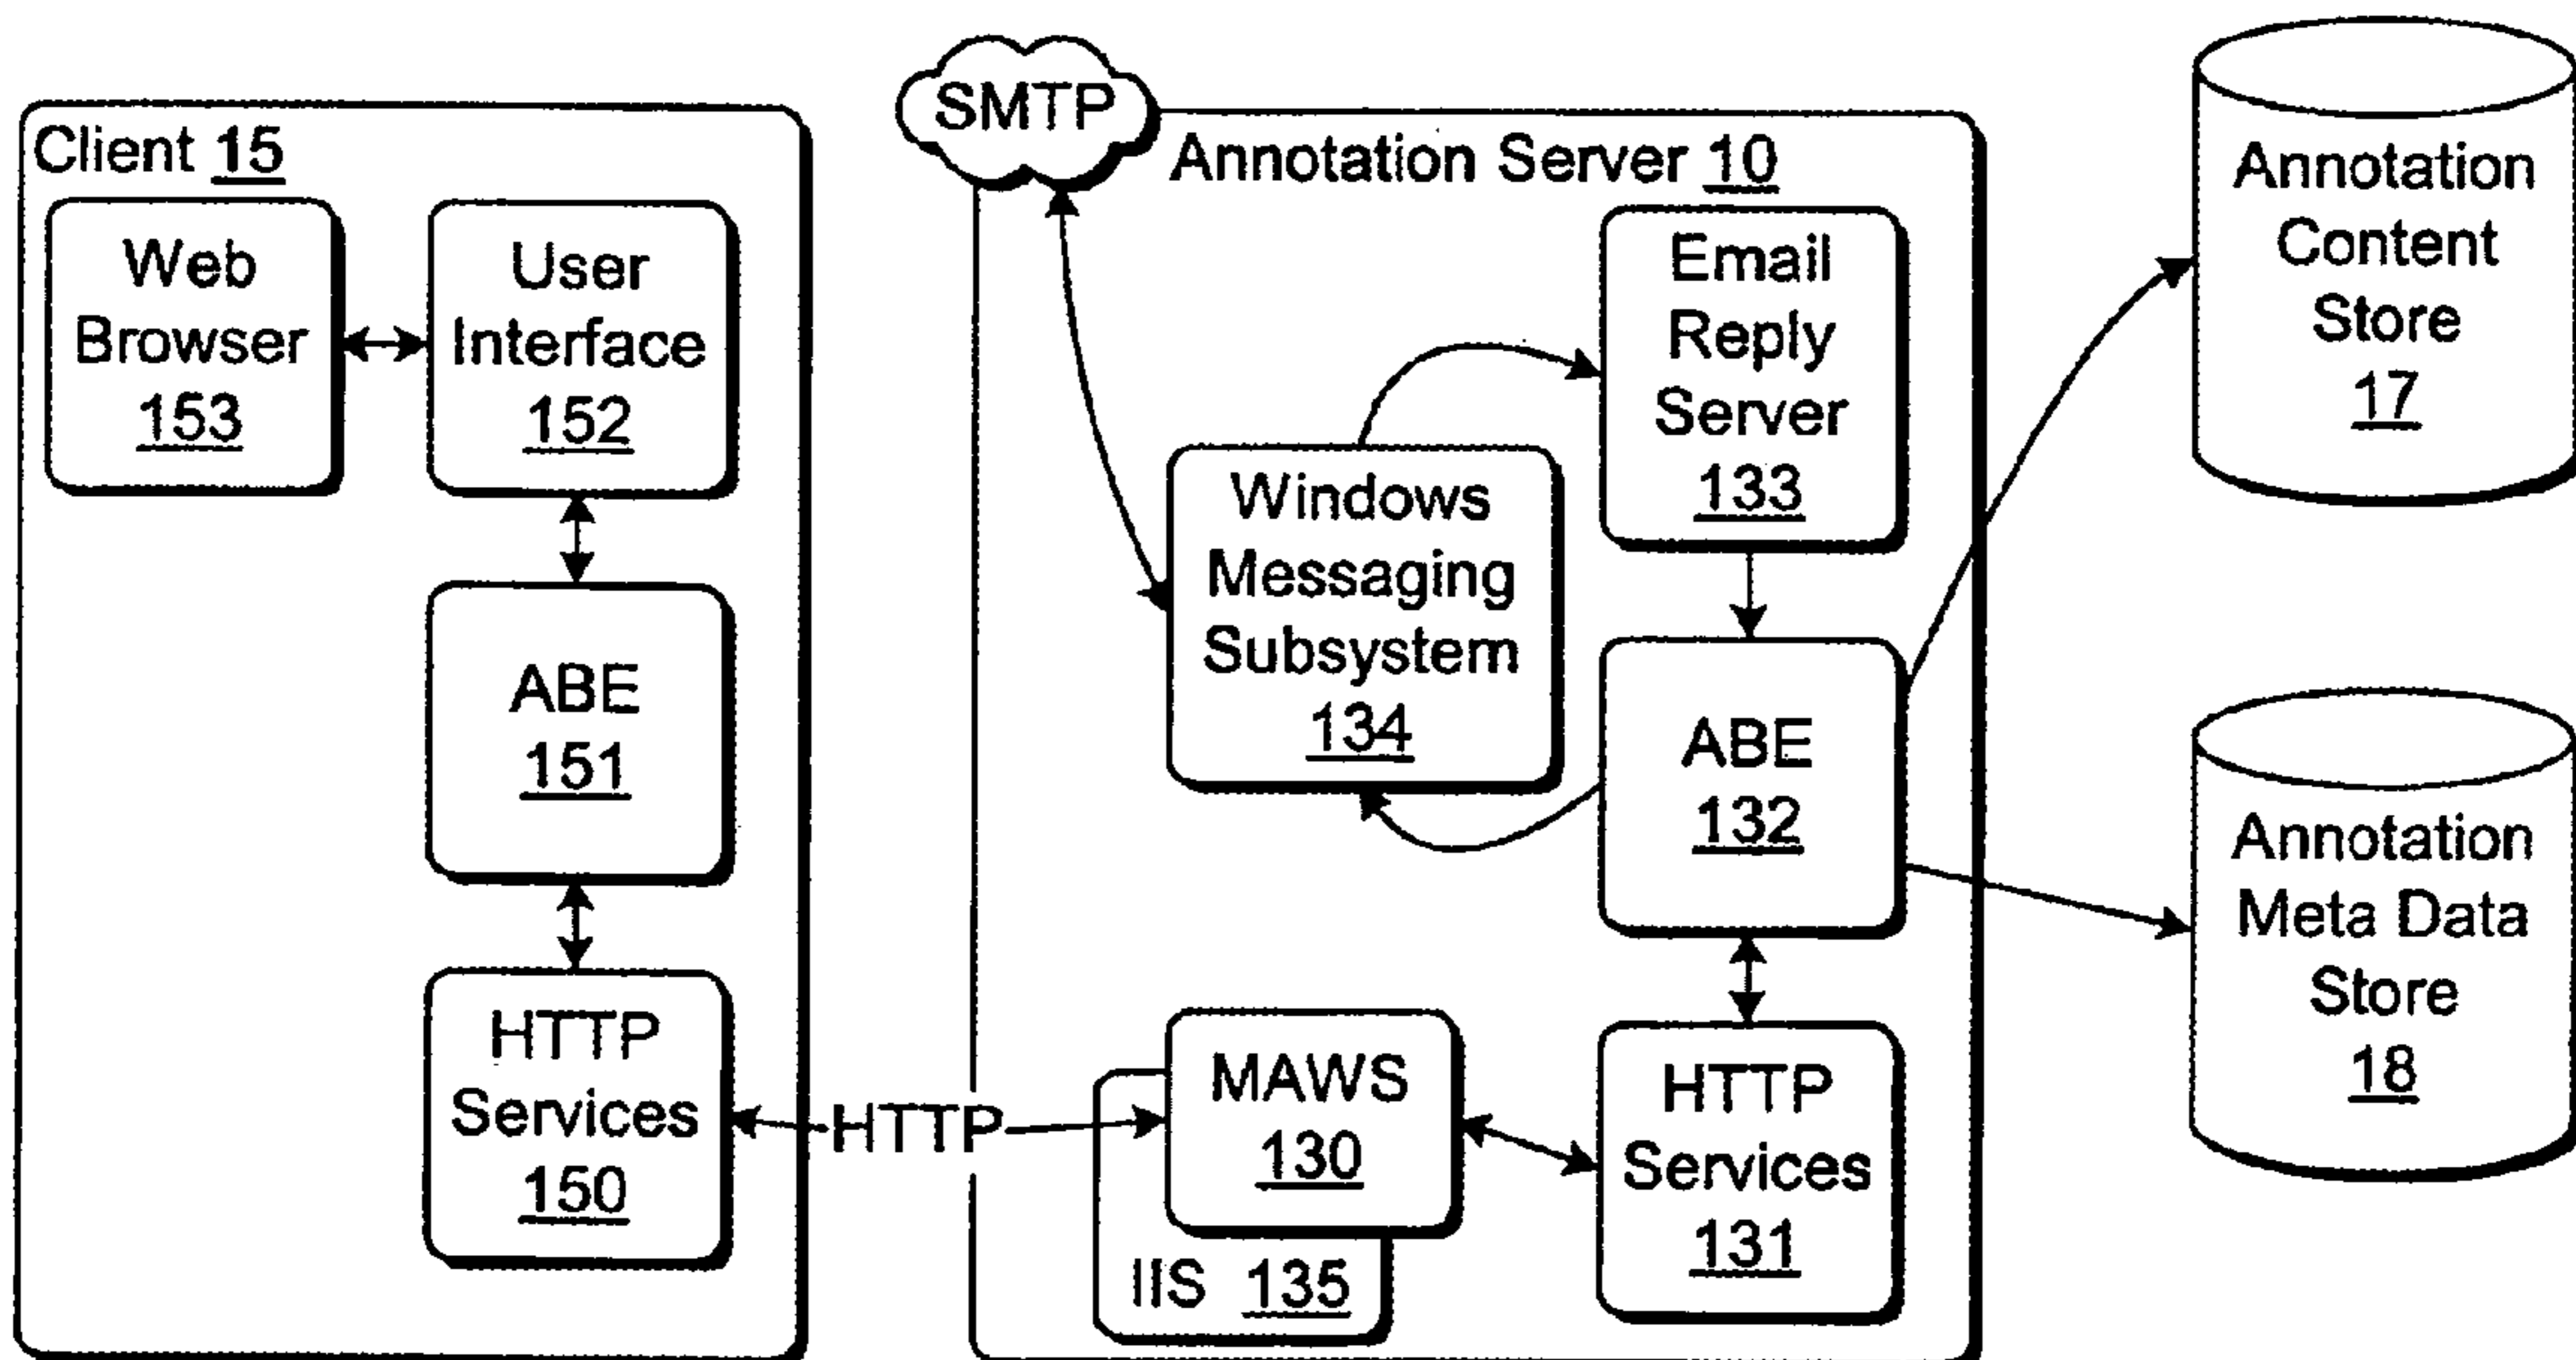 Client 15
Web
Browser
153
User
Interface
152
ABE
151
HTTP
Services
150
HTTP
SMTP
Annotation Server 10
Email
Reply
Server
133
Windows
Messaging
Subsystem
134
ABE
132
MAWS
130
IIS 135
HTTP
Services
131
Annotation
Content
Store
17
Annotation
Meta Data
Store
18